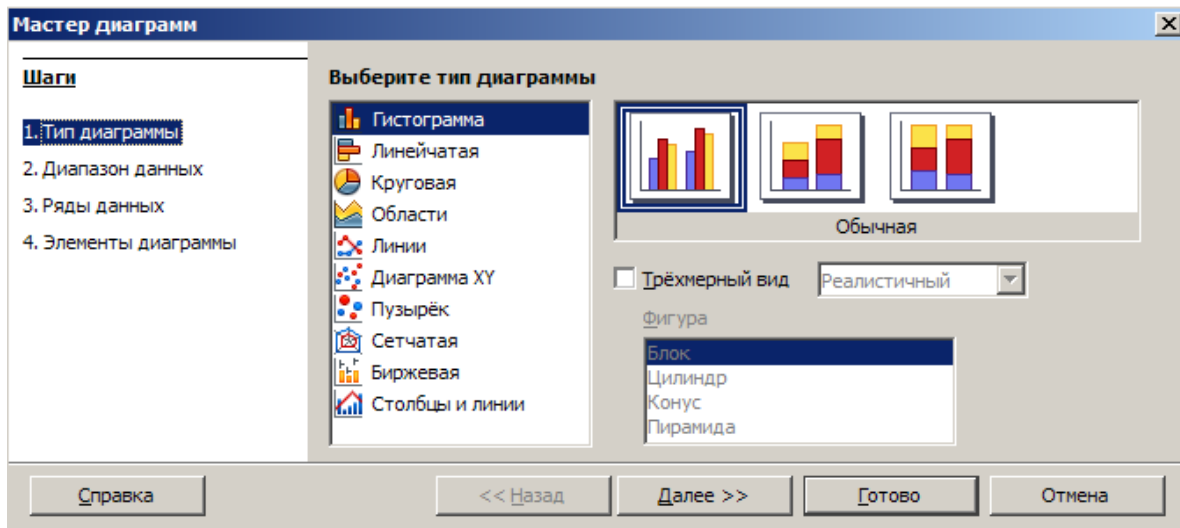 Мастер диаграмм
Шаги
1. Тип диаграммы
2. Диапазон данных
3. Ряды данных
4. Элементы диаграммы
Выберите тип диаграммы
Гистограмма
Линейчатая
Круговая
Области
Линии
Диаграмма XY
Пузырёк
Сетчатая
Биржевая
Столбцы и линии
Обычная
Трёхмерный вид
Реалистичный
Фигура
Блок
Цилиндр
Конус
Пирамида
Справка
<< Назад
Далее >>
Готово
Отмена